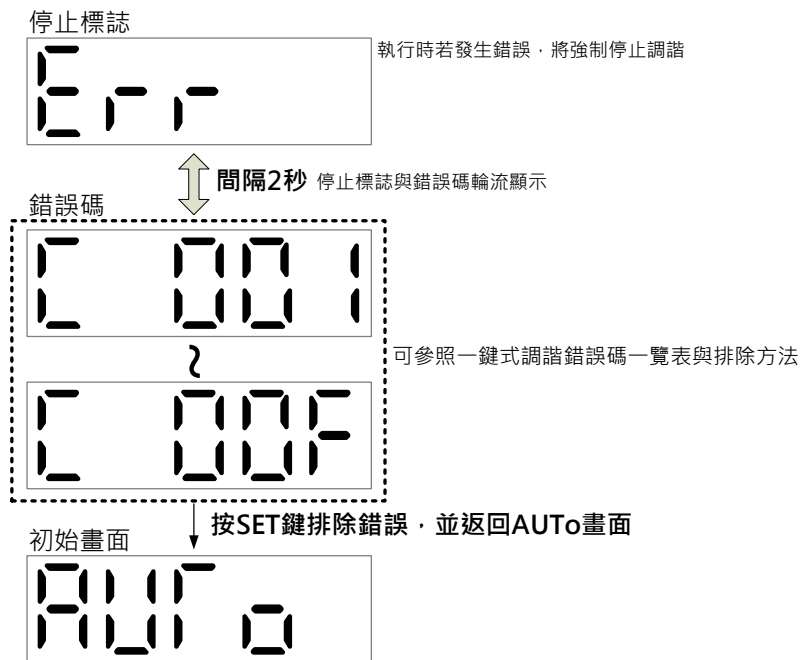 停止標誌
Err
執行時若發生錯誤，將強制停止調諧
間隔2秒 停止標誌與錯誤碼輪流顯示
錯誤碼
C 001
~
C 00F
可參照一鍵式調諧錯誤碼一覽表與排除方法
按SET鍵排除錯誤，並返回AUTo畫面
初始畫面
AUTo